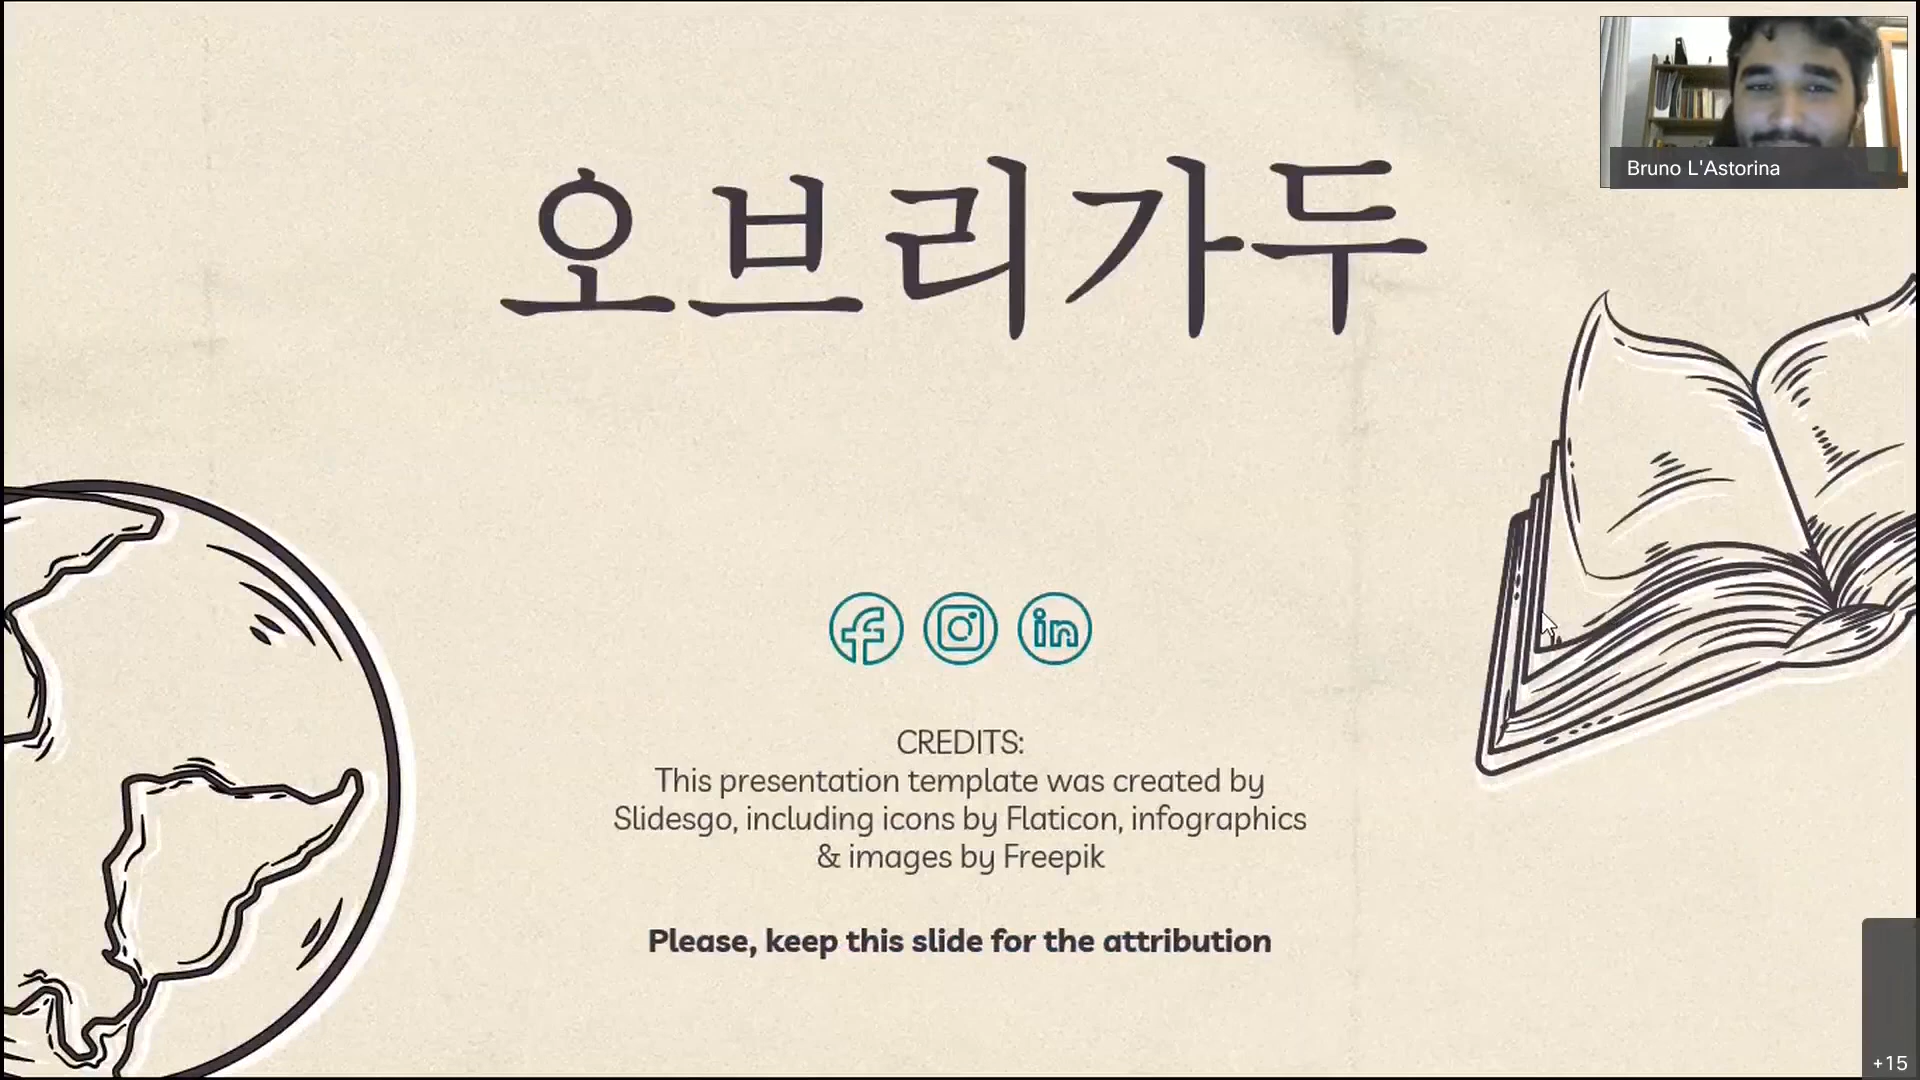 오브리가두
Bruno L'Astorina
CREDITS:
This presentation template was created by
Slidesgo, including icons by Flaticon, infographics
& images by Freepik
Please, keep this slide for the attribution
+15